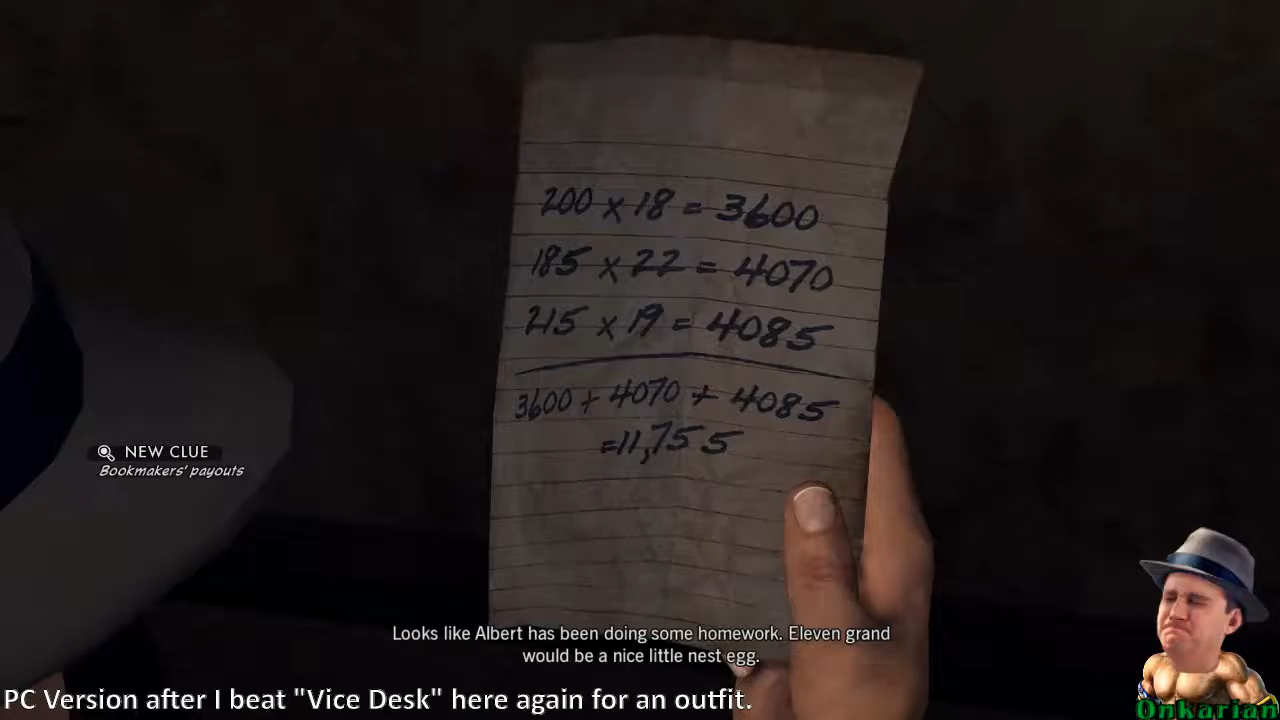 200 x 18 = 3600
185 x 22 = 4070
215 x 19 = 4085
3600 + 4070 + 4085
=11,755
NEW CLUE
Bookmakers' payouts
Looks like Albert has been doing some homework. Eleven grand
would be a nice little nest egg.
PC Version after I beat "Vice Desk" here again for an outfit.
Onkarian